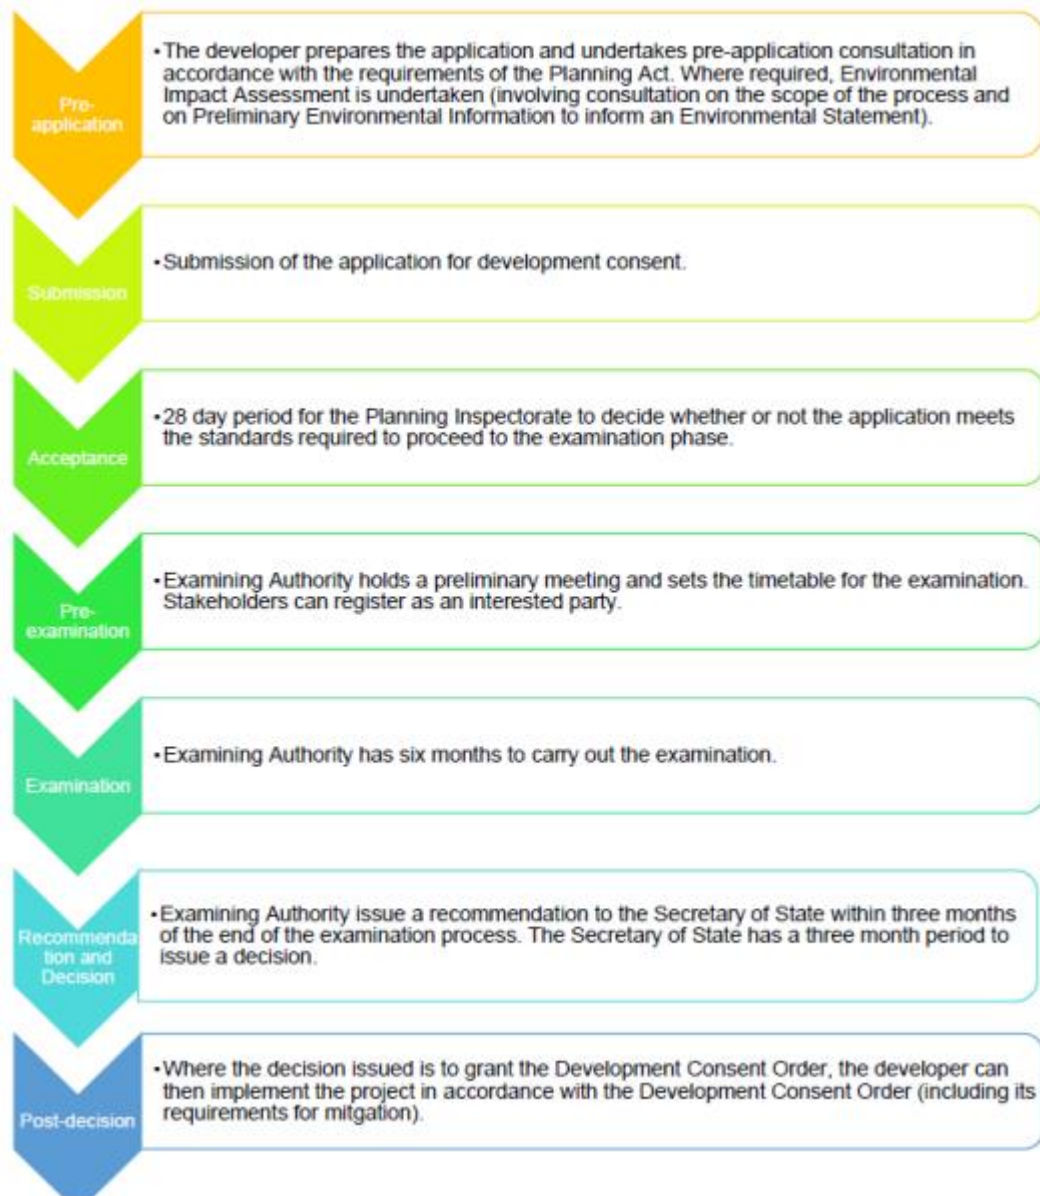 Pre-
application
•The developer prepares the application and undertakes pre-application consultation in
accordance with the requirements of the Planning Act. Where required, Environmental
Impact Assessment is undertaken (involving consultation on the scope of the process and
on Preliminary Environmental Information to inform an Environmental Statement).
Submission
•Submission of the application for development consent.
Acceptance
•28 day period for the Planning Inspectorate to decide whether or not the application meets
the standards required to proceed to the examination phase.
Pre-
examination
•Examining Authority holds a preliminary meeting and sets the timetable for the examination.
Stakeholders can register as an interested party.
Examination
•Examining Authority has six months to carry out the examination.
Recommenda
tion and
Decision
•Examining Authority issue a recommendation to the Secretary of State within three months
of the end of the examination process. The Secretary of State has a three month period to
issue a decision.
Post-decision
•Where the decision issued is to grant the Development Consent Order, the developer can
then implement the project in accordance with the Development Consent Order (including its
requirements for mitgation).